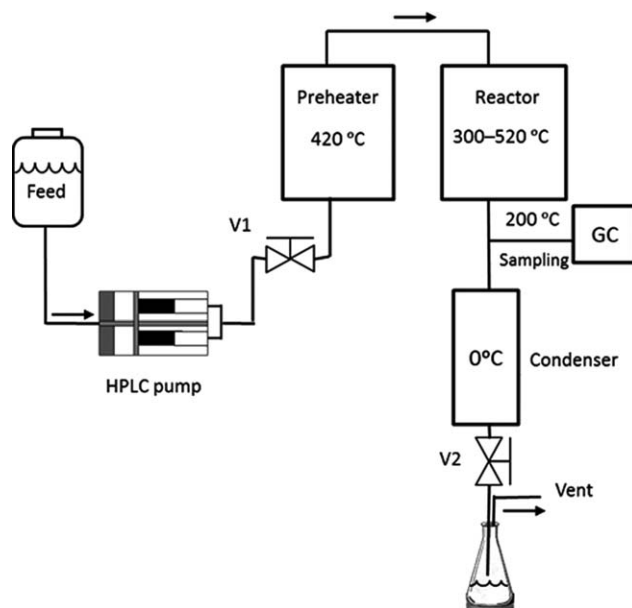 Preheater
420 °C
Reactor
300–520 °C
Feed
V1
200 °C
GC
Sampling
HPLC pump
0°C
Condenser
V2
Vent